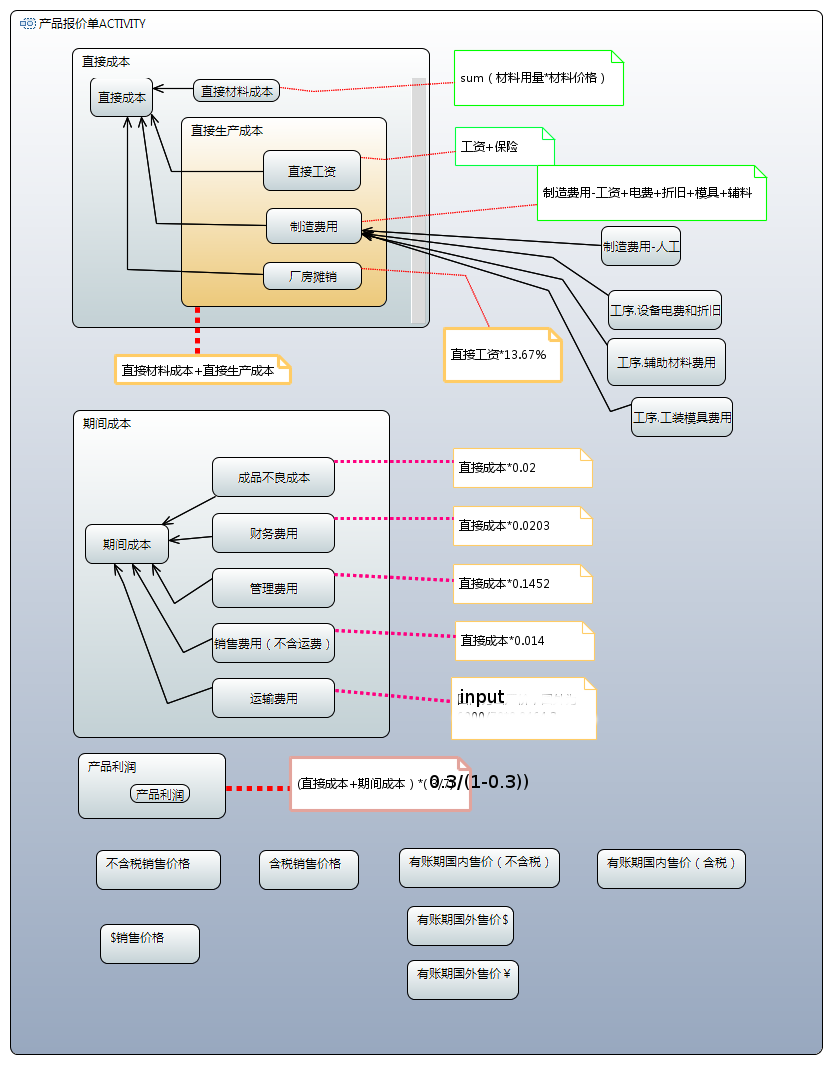 产品报价单ACTIVITY
直接成本
直接成本
直接材料成本
sum（材料用量*材料价格）
直接生产成本
直接工资
工资+保险
制造费用
制造费用-工资+电费+折旧+模具+辅料
制造费用-人工
厂房摊销
工序.设备电费和折旧
直接工资*13.67%
工序.辅助材料费用
直接材料成本+直接生产成本
工序.工装模具费用
期间成本
成品不良成本
直接成本*0.02
财务费用
直接成本*0.0203
期间成本
管理费用
直接成本*0.1452
销售费用（不含运费）
直接成本*0.014
运输费用
input
产品利润
产品利润
(直接成本+期间成本）*( 0.3/(1-0.3))
不含税销售价格
含税销售价格
有账期国内售价（不含税）
有账期国内售价（含税）
$销售价格
有账期国外售价$
有账期国外售价￥